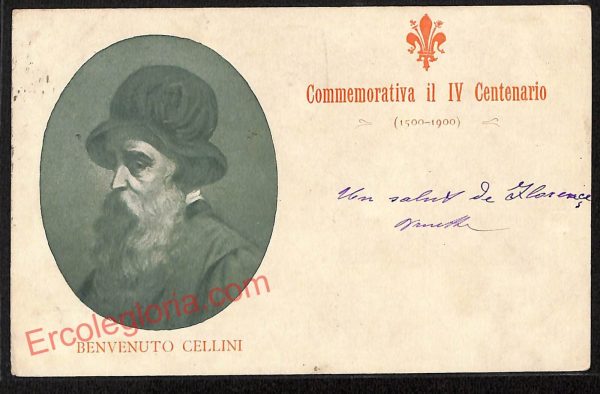 Commemorativa il IV Centenario
(1500-1900)
Un salut de Florence
BENVENUTO CELLINI
Ercolegloria.com